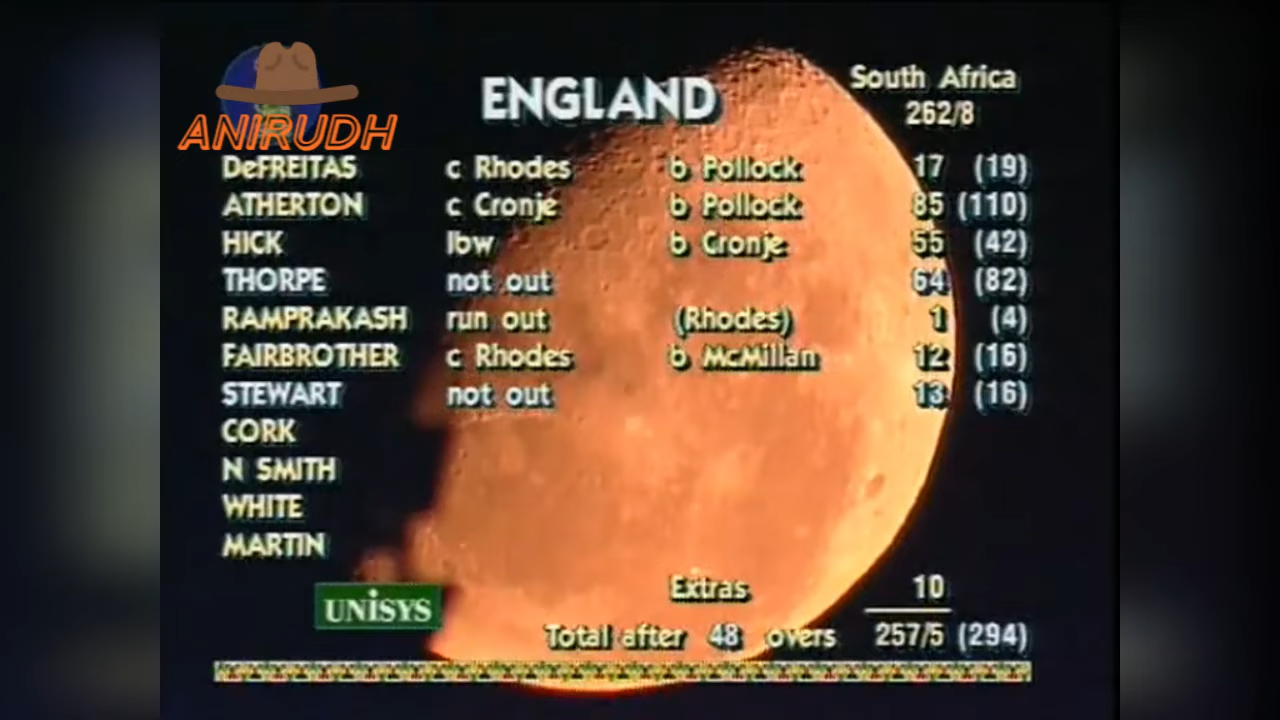 ANIRUDH
ENGLAND
South Africa
262/8
DeFREITAS c Rhodes b Pollock 17 (19)
ATHERTON c Cronje b Pollock 85 (110)
HICK lbw b Cronje 55 (42)
THORPE not out 64 (82)
RAMPRAKASH run out (Rhodes) 1 (4)
FAIRBROTHER c Rhodes b McMillan 12 (16)
STEWART not out 13 (16)
CORK
N SMITH
WHITE
MARTIN
Extras 10
UNISYS
Total after 48 overs 257/5 (294)